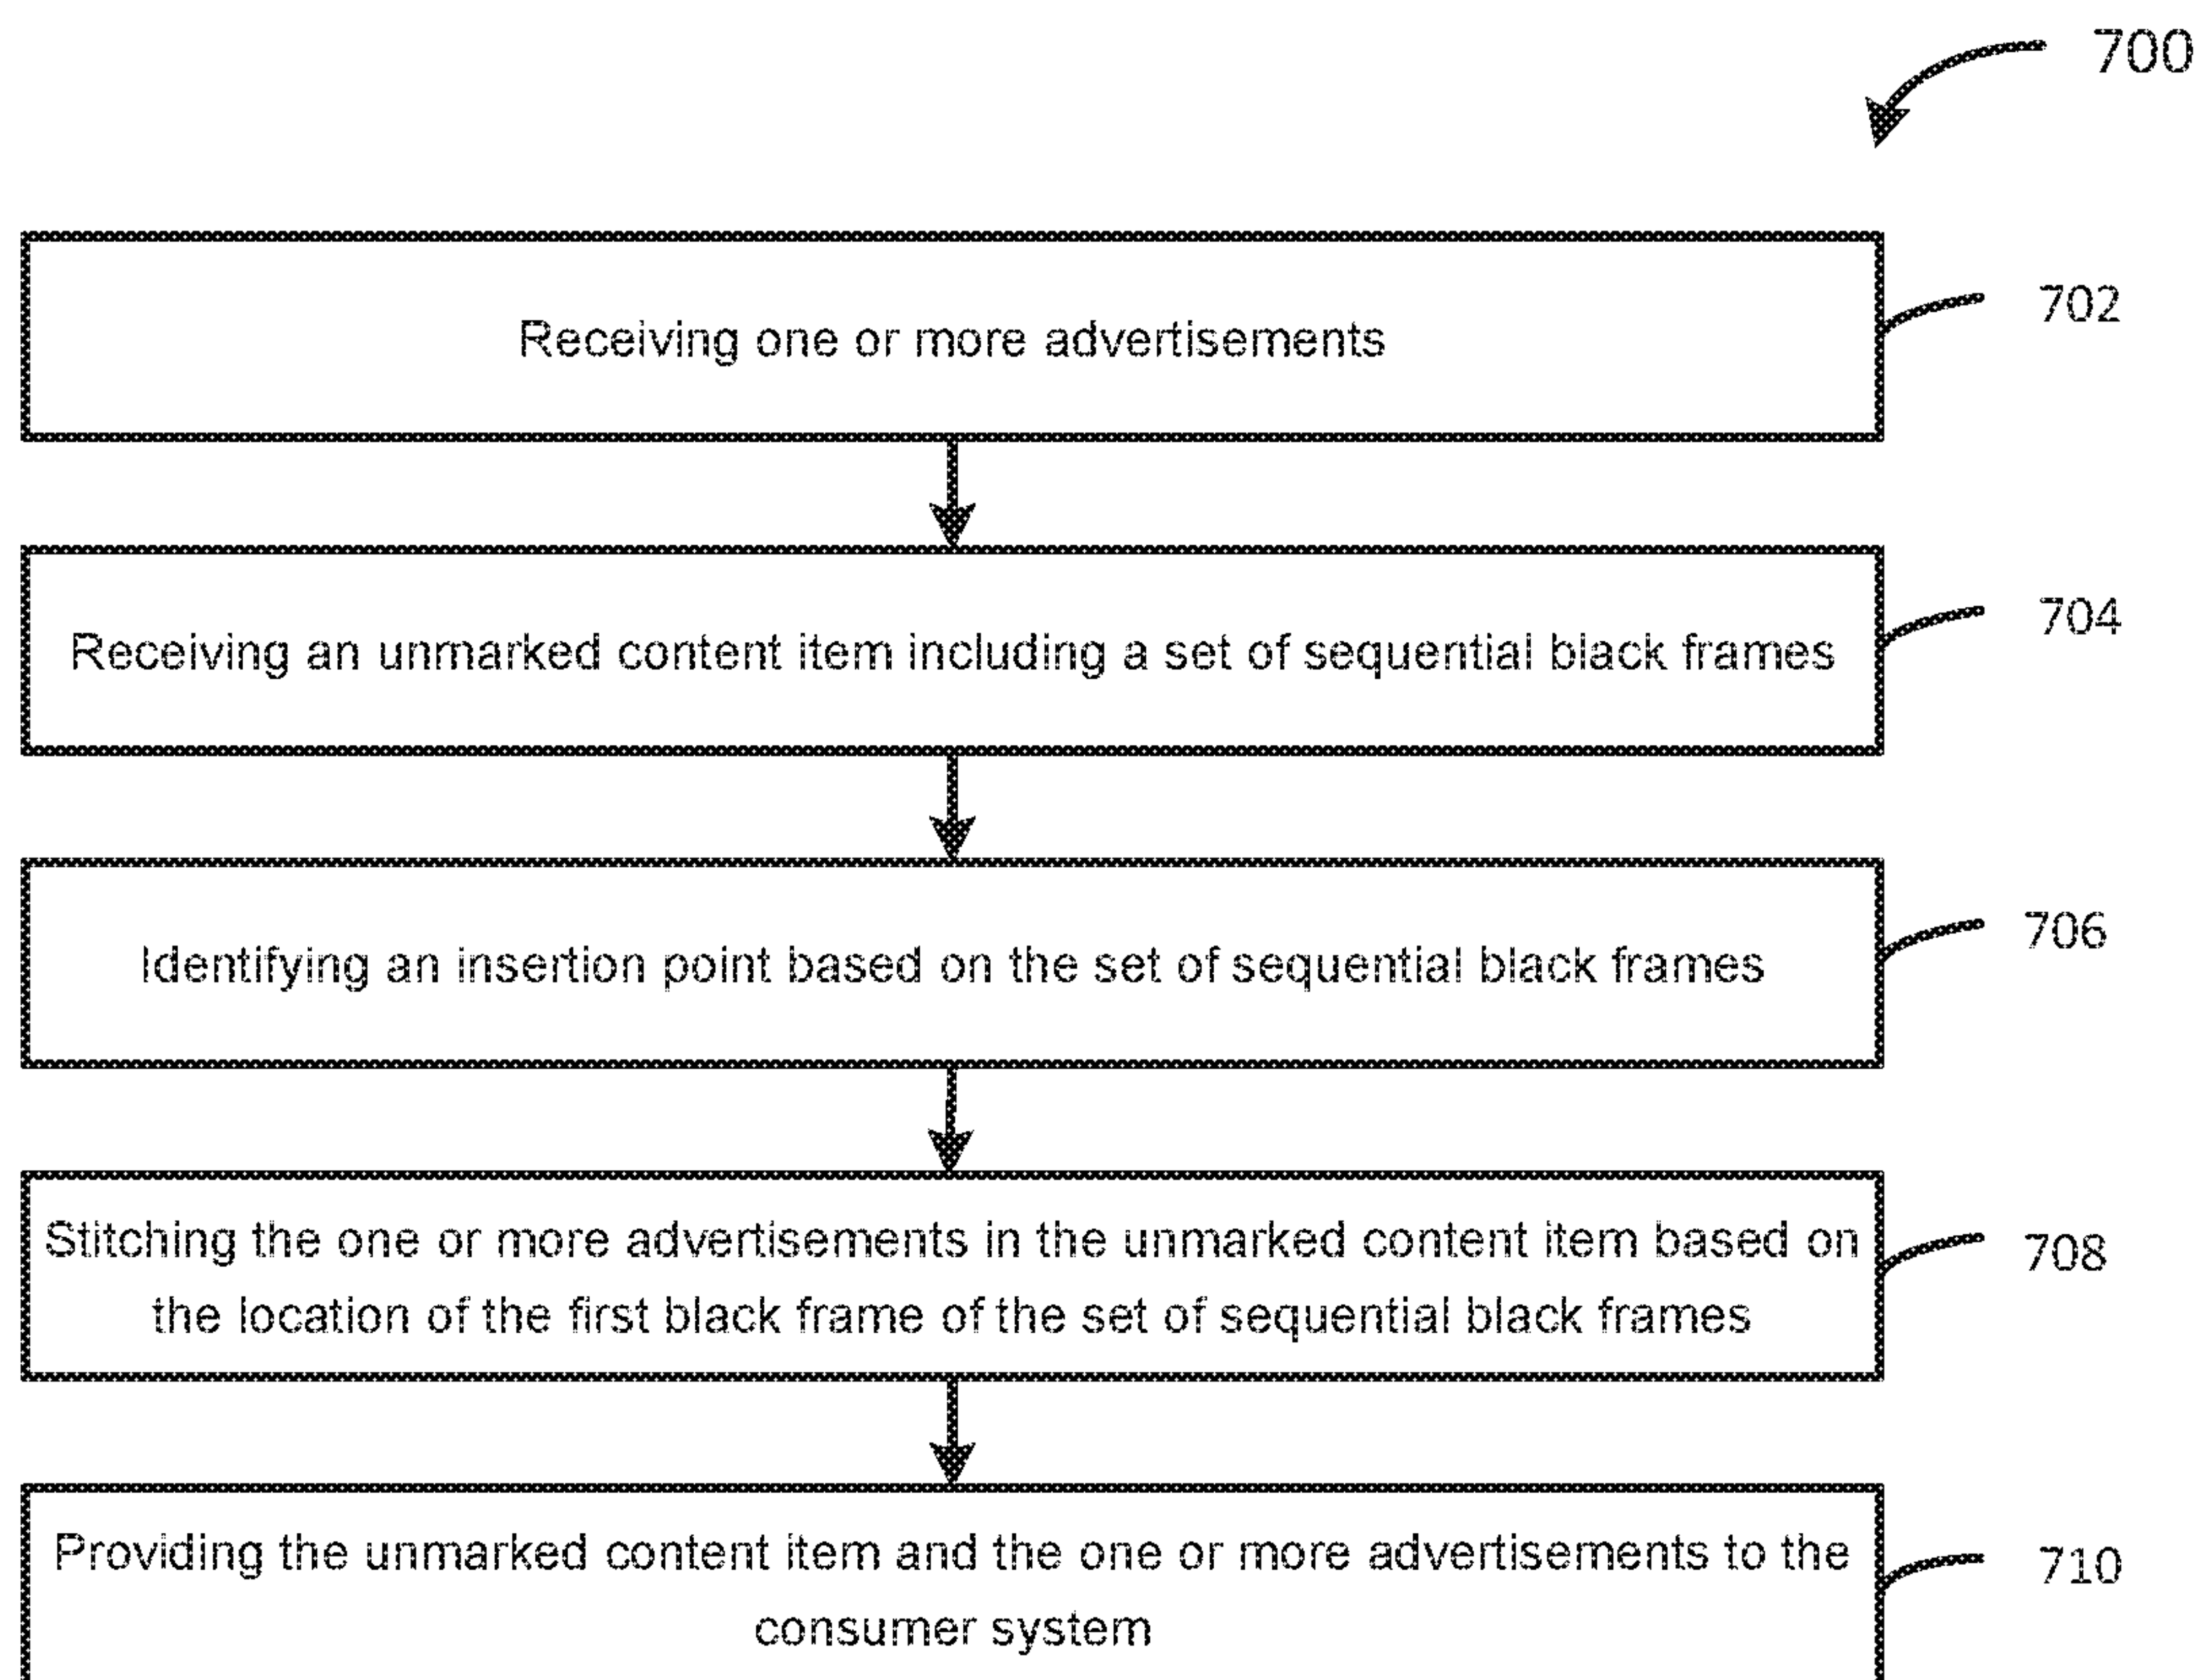 700
Receiving one or more advertisements
702
Receiving an unmarked content item including a set of sequential black frames
704
Identifying an insertion point based on the set of sequential black frames
706
Stitching the one or more advertisements in the unmarked content item based on
the location of the first black frame of the set of sequential black frames
708
Providing the unmarked content item and the one or more advertisements to the
consumer system
710